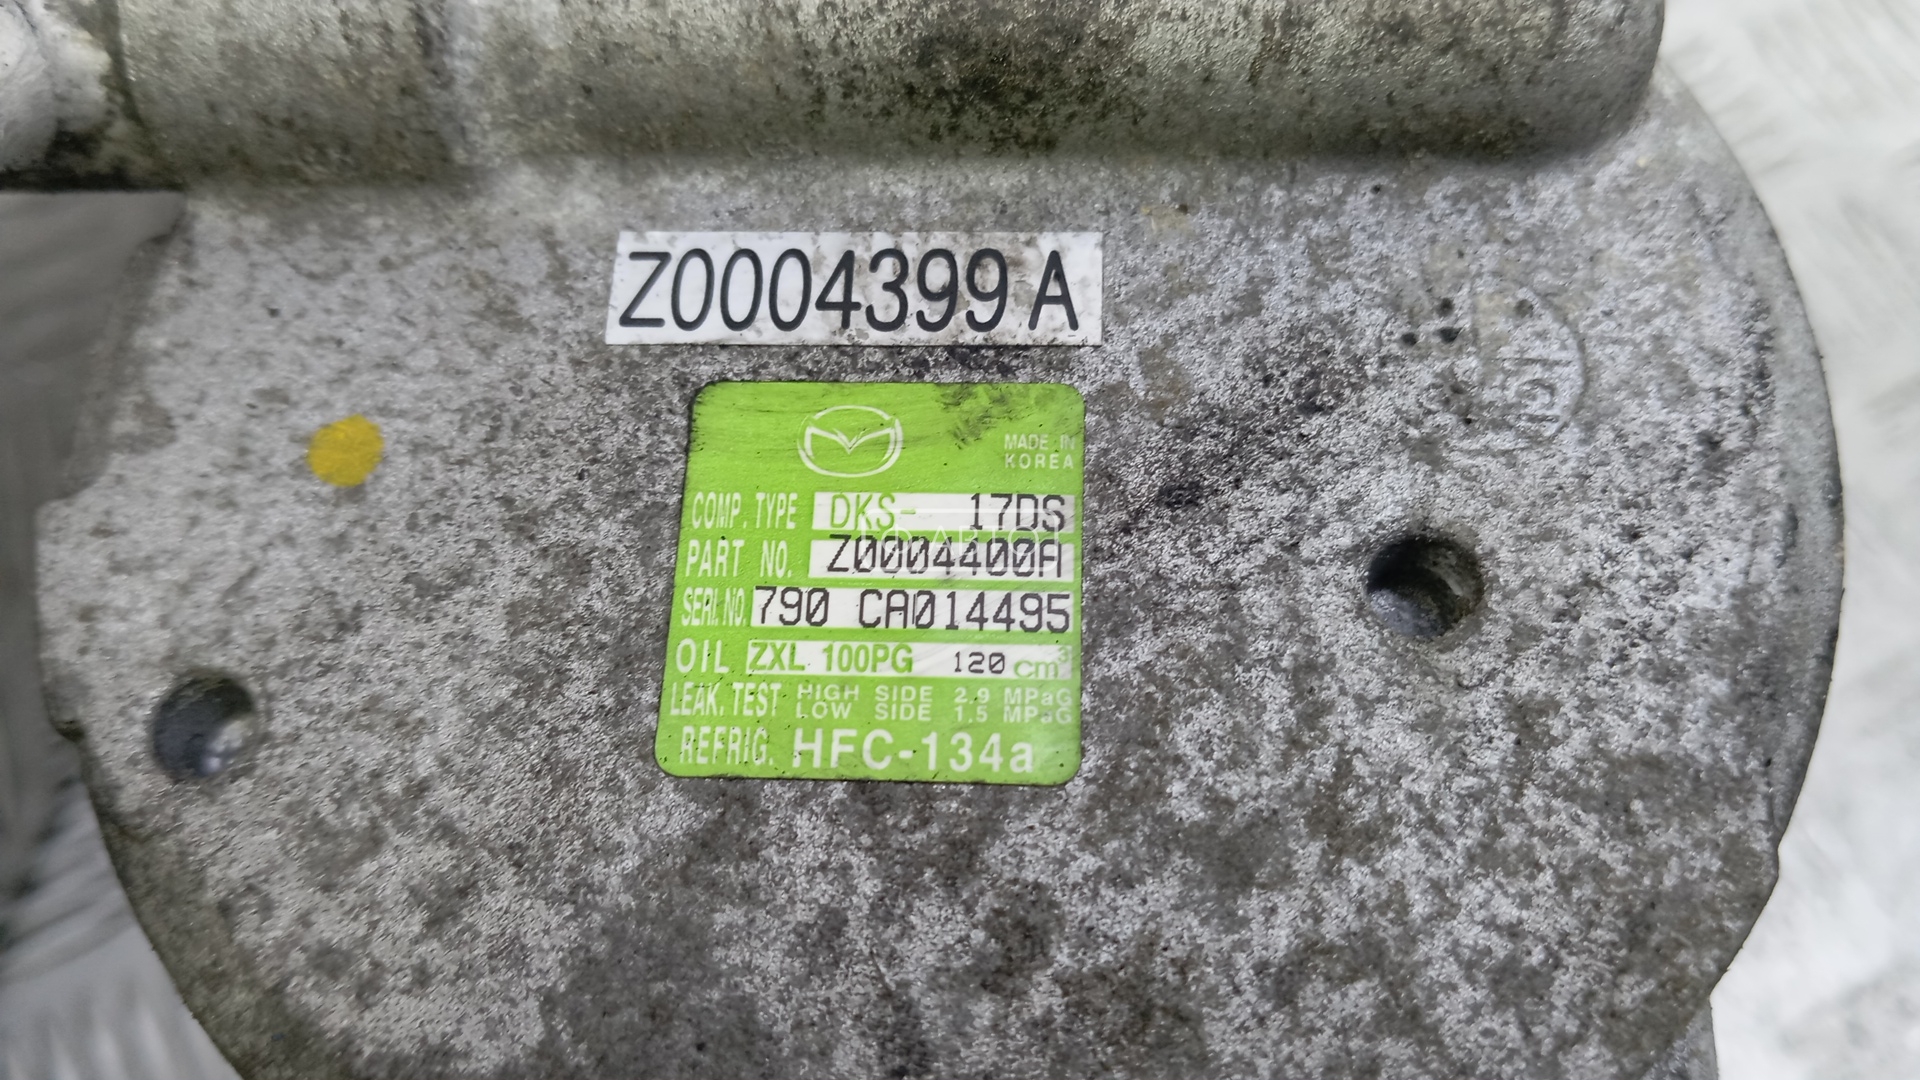 Z0004399A
MADE IN
KOREA
COMP. TYPE DKS- 17DS
PART NO. Z0004400A
SERI. NO. 790 CA014495
OIL ZXL 100PG 120 cm³
LEAK. TEST HIGH SIDE 2.9 MPaG
LOW SIDE 1.5 MPaG
REFRIG. HFC-134a